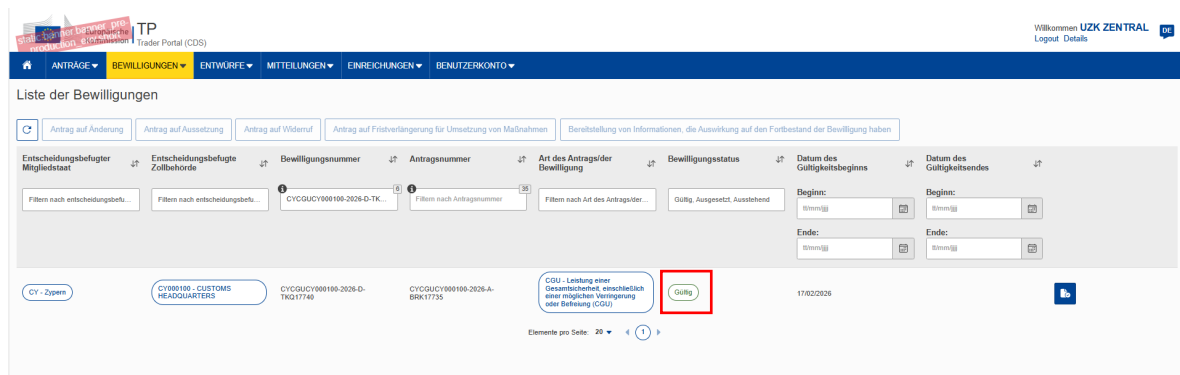 static banner banner_pre-
production_element
Europäische
Kommission
TP
Trader Portal (CDS)
Willkommen UZK ZENTRAL
Logout Details
DE
ANTRÄGE BEWILLIGUNGEN ENTWÜRFE MITTEILUNGEN EINREICHUNGEN BENUTZERKONTO
Liste der Bewilligungen
Antrag auf Änderung Antrag auf Aussetzung Antrag auf Widerruf Antrag auf Fristverlängerung für Umsetzung von Maßnahmen Bereitstellung von Informationen, die Auswirkung auf den Fortbestand der Bewilligung haben
Entscheidungsbefugter Mitgliedstaat
Entscheidungsbefugte Zollbehörde
Bewilligungsnummer
Antragsnummer
Art des Antrags/der Bewilligung
Bewilligungsstatus
Datum des Gültigkeitsbeginns
Datum des Gültigkeitsendes
Filtern nach entscheidungsbefu...
Filtern nach entscheidungsbefu...
6
CYCGUCY000100-2026-D-TK...
35
Filtern nach Antragsnummer
Filtern nach Art des Antrags/der...
Gültig, Ausgesetzt, Ausstehend
Beginn: Beginn:
tt/mm/jjjj tt/mm/jjjj
Ende: Ende:
tt/mm/jjjj tt/mm/jjjj
CY - Zypern
CY000100 - CUSTOMS
HEADQUARTERS
CYCGUCY000100-2026-D-
TKQ17740
CYCGUCY000100-2026-A-
BRK17735
CGU - Leistung einer
Gesamtsicherheit, einschließlich
einer möglichen Verringerung
oder Befreiung (CGU)
Gültig
17/02/2026
Elemente pro Seite: 20 1